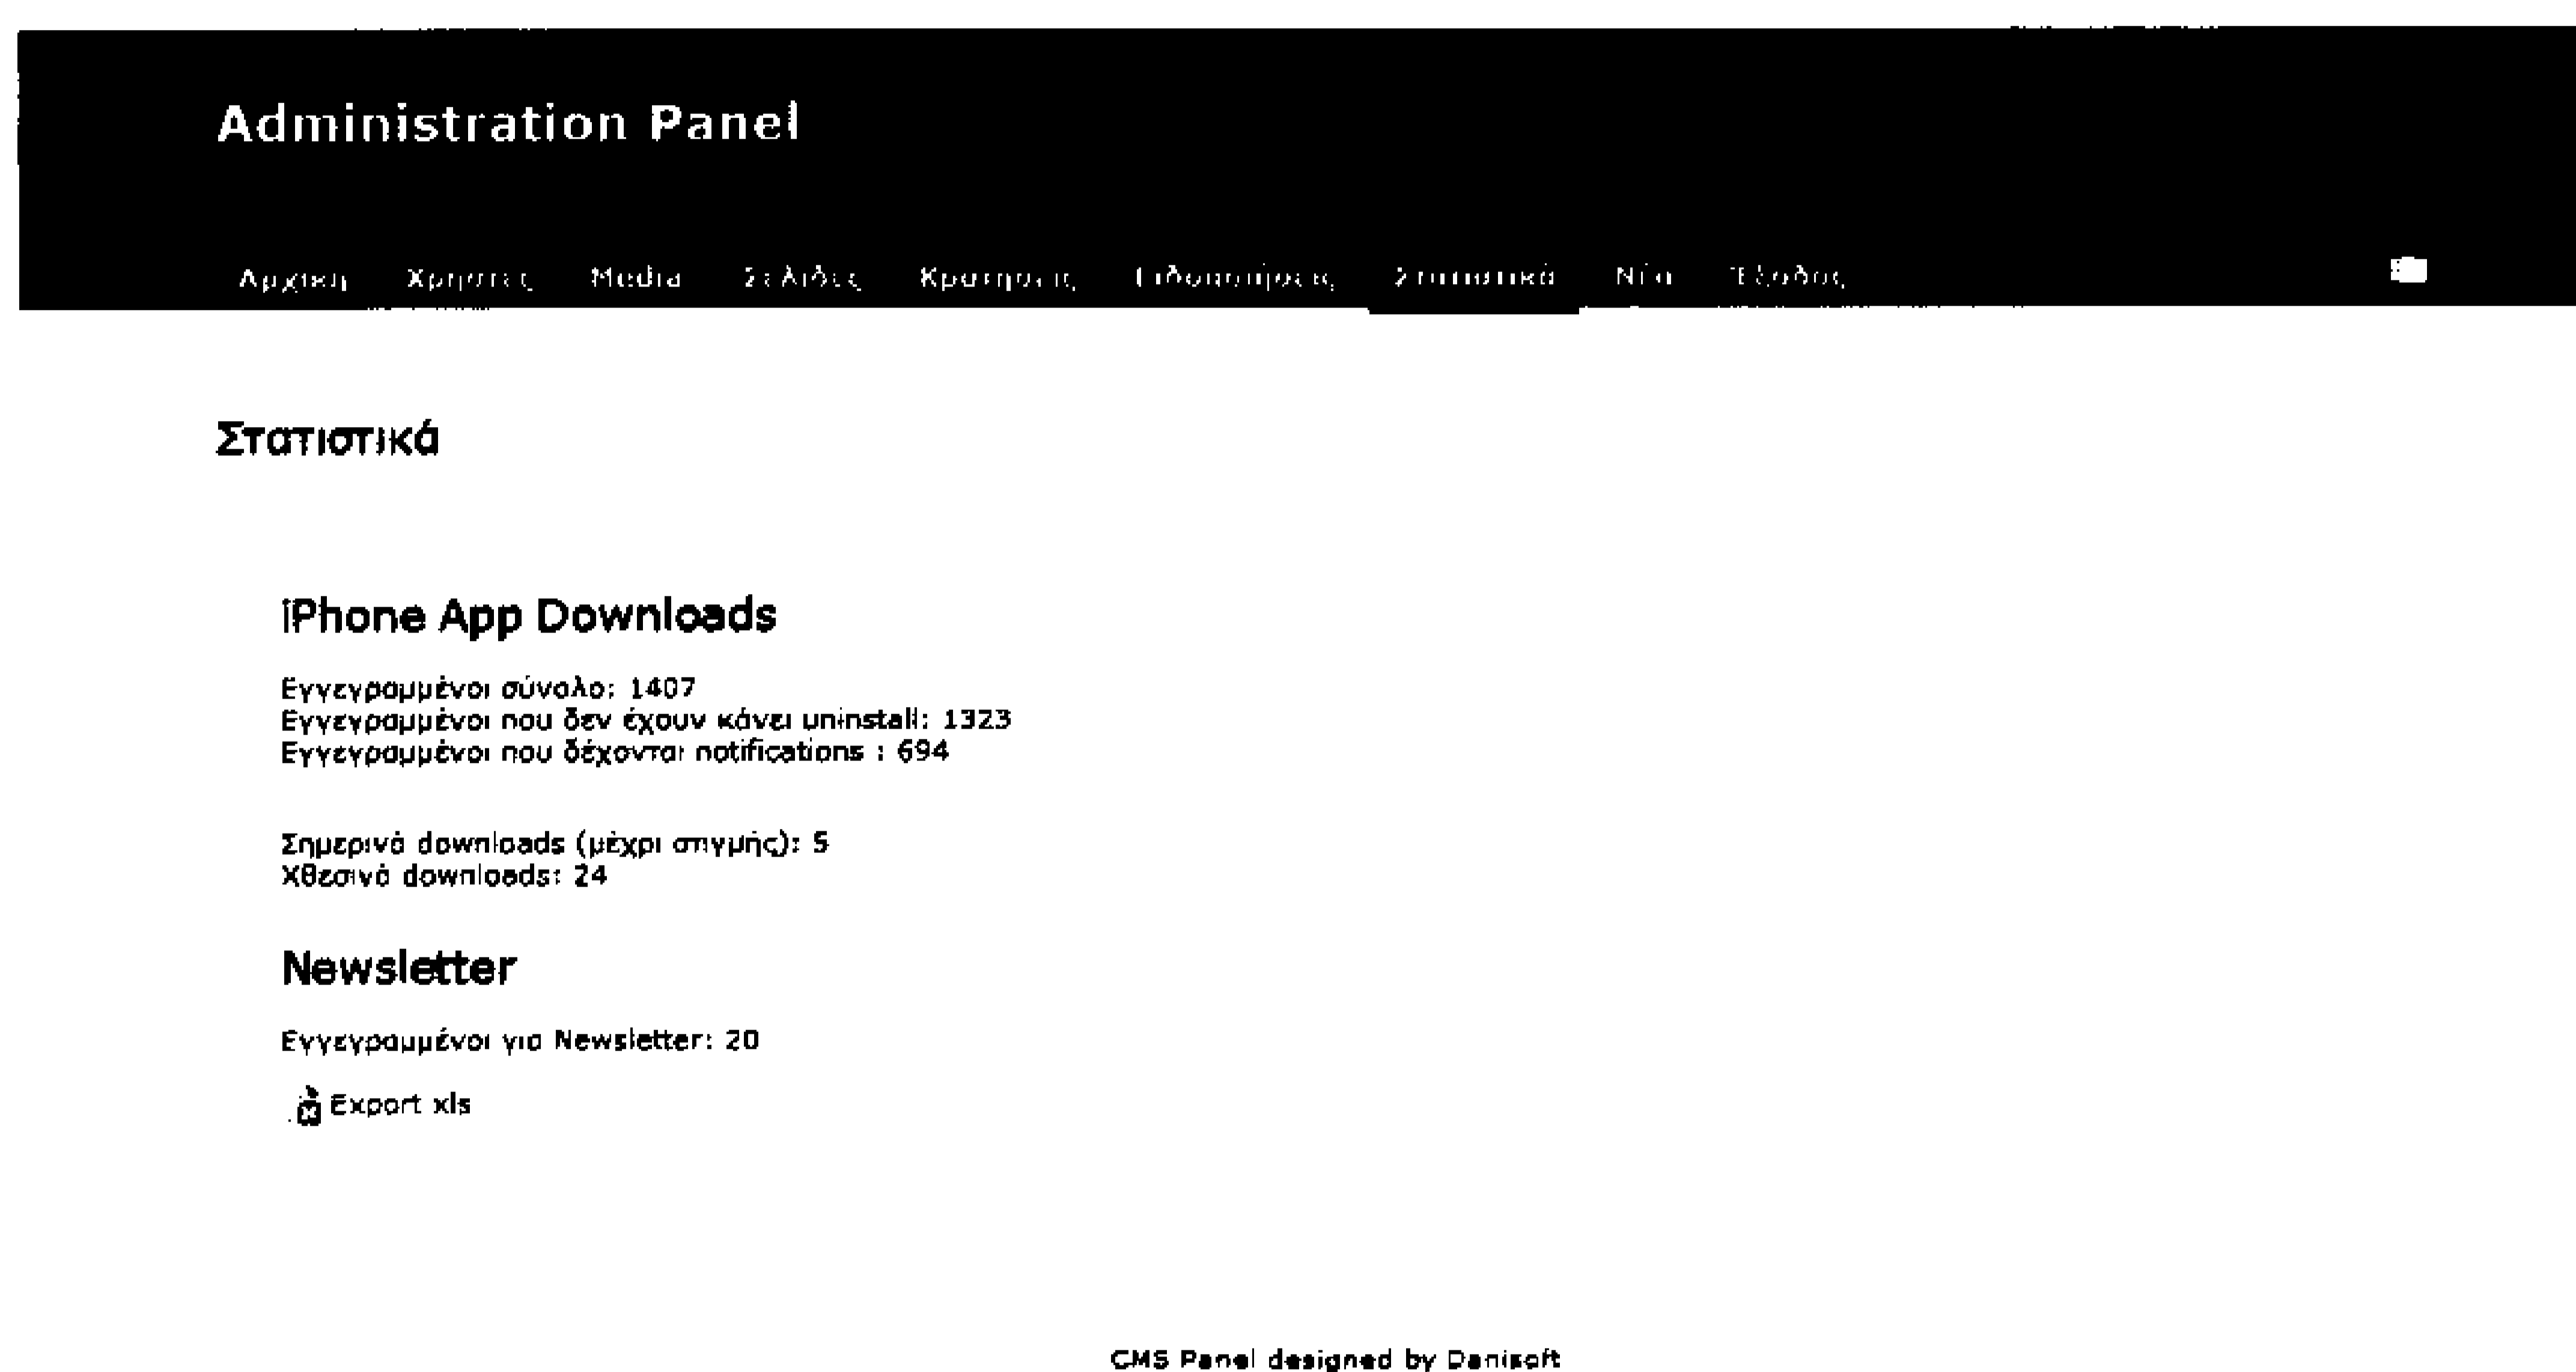 Administration Panel
Αρχική Χρήστες Media Σελίδες Κρατήσεις Ειδοποιήσεις Στατιστικά Νέα Έξοδος
Στατιστικά
iPhone App Downloads
Εγγεγραμμένοι σύνολο: 1407
Εγγεγραμμένοι που δεν έχουν κάνει uninstall: 1323
Εγγεγραμμένοι που δέχονται notifications : 694
Σημερινά downloads (μέχρι στιγμής): 5
Χθεσινά downloads: 24
Newsletter
Εγγεγραμμένοι για Newsletter: 20
Export xls
CMS Panel designed by Danisoft